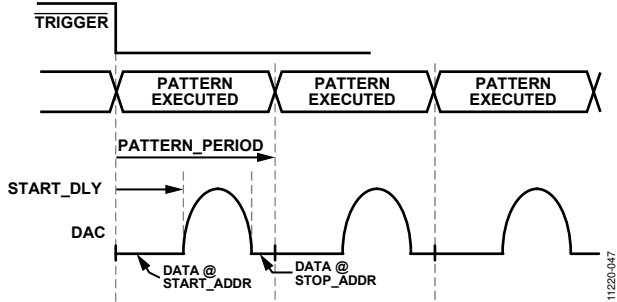 TRIGGER
PATTERN EXECUTED
PATTERN EXECUTED
PATTERN EXECUTED
PATTERN_PERIOD
START_DLY
DAC
DATA @
START_ADDR
DATA @
STOP_ADDR
11220-047